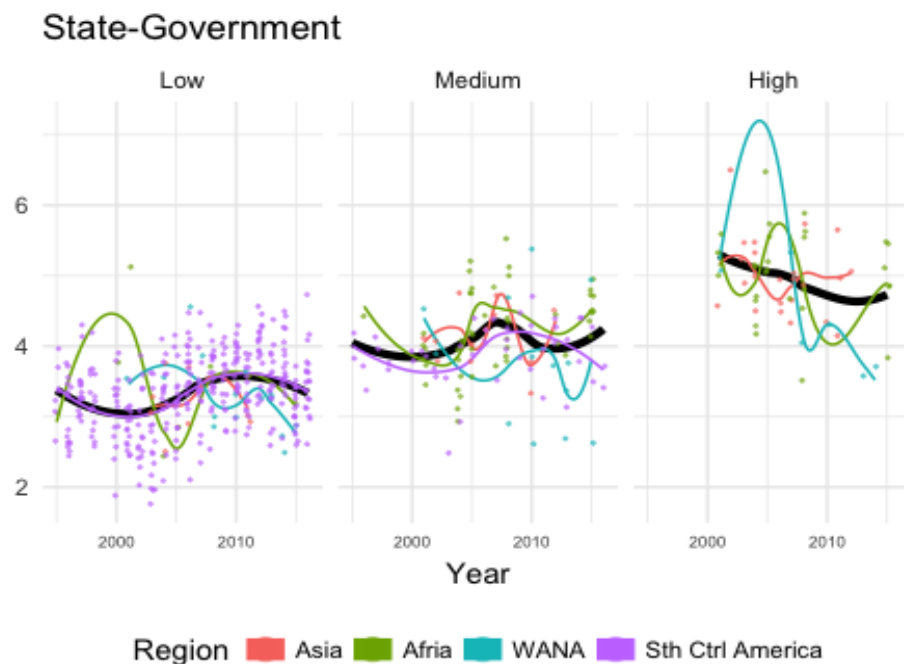 State-Government
Low Medium High
6
4
2
2000 2010 2000 2010 2000 2010
Year
Region Asia Afria WANA Sth Ctrl America